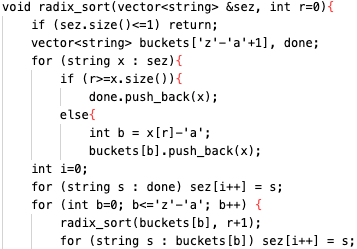 void radix_sort(vector<string> &sez, int r=0){
    if (sez.size()<=1) return;
    vector<string> buckets['z'-'a'+1], done;
    for (string x : sez){
        if (r>=x.size()){
            done.push_back(x);
        else{
            int b = x[r]-'a';
            buckets[b].push_back(x);
    int i=0;
    for (string s : done) sez[i++] = s;
    for (int b=0; b<='z'-'a'; b++) {
        radix_sort(buckets[b], r+1);
        for (string s : buckets[b]) sez[i++] = s;